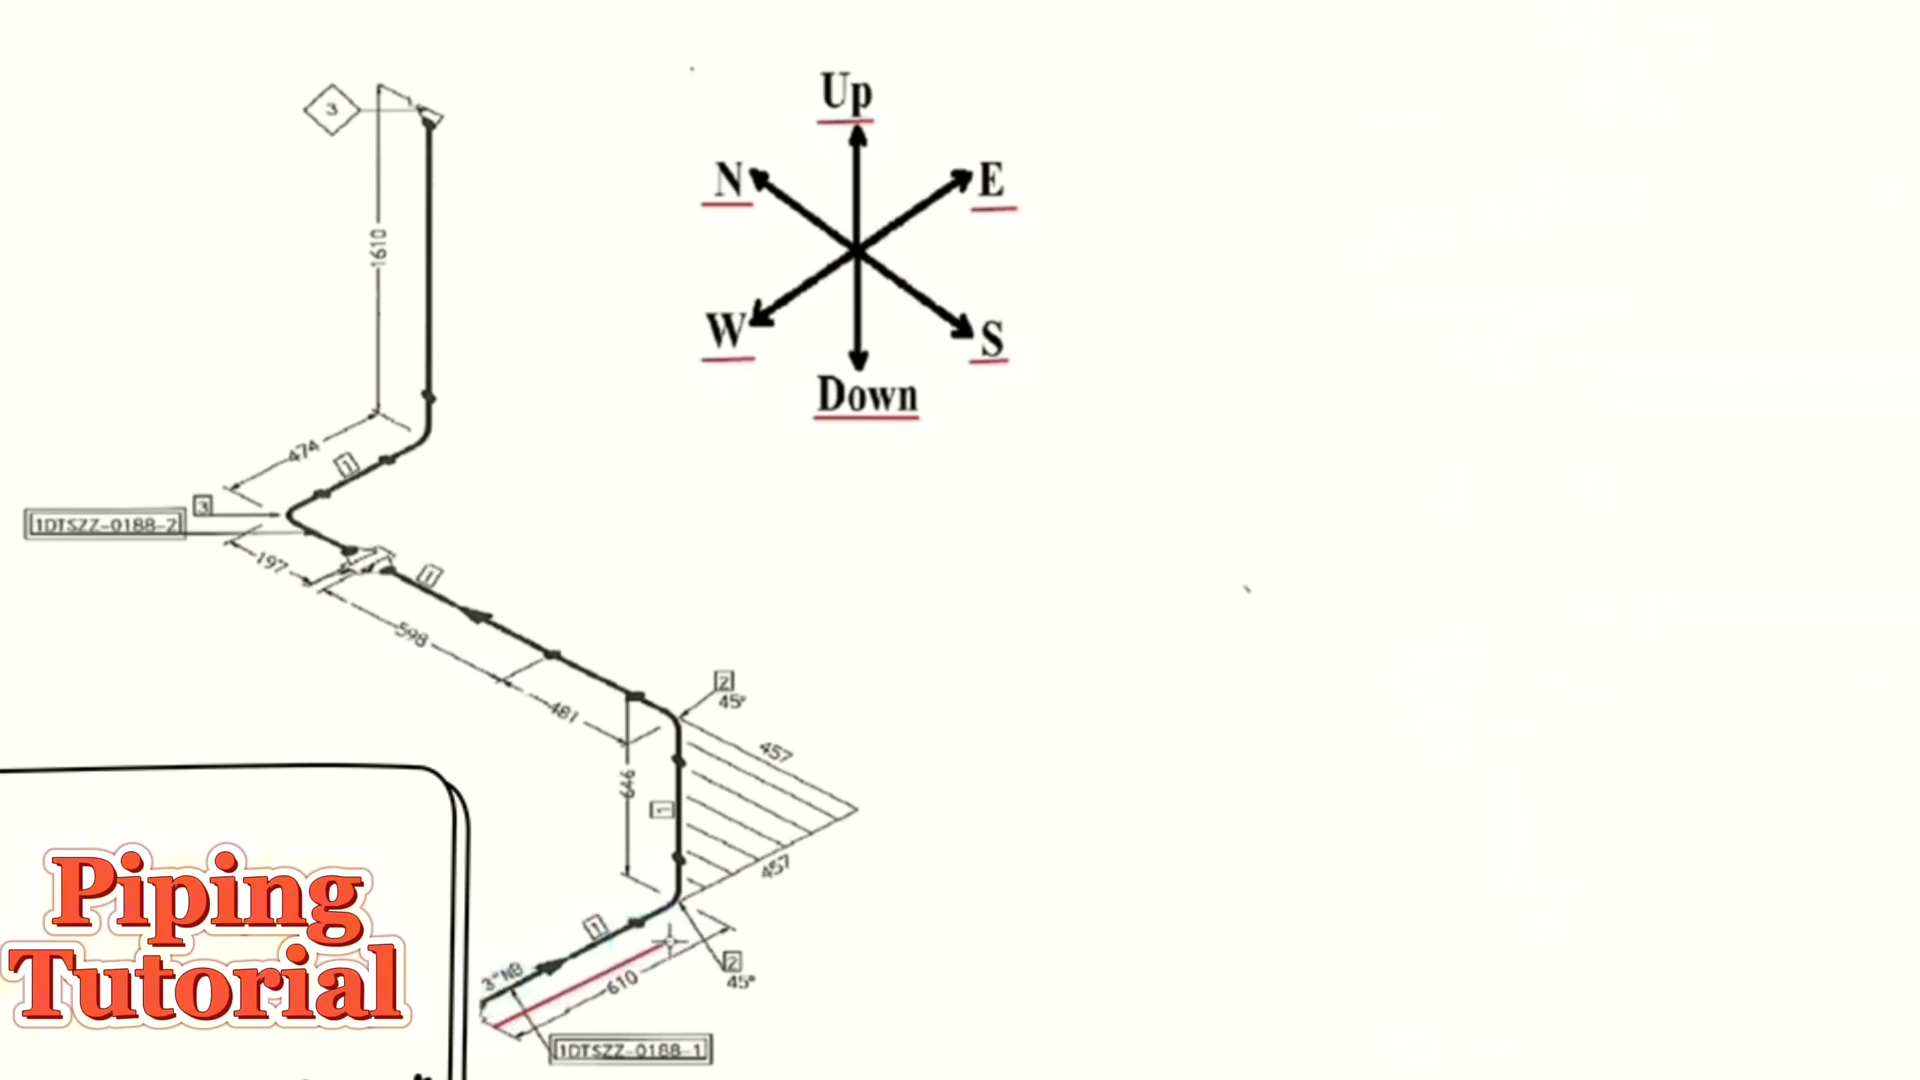 3
Up
N
E
1610
W
S
Down
474
1
3
1DTSZZ-0188-2
197
1
598
481
2
45°
457
646
1
457
1
3"NB
610
2
45°
1DTSZZ-0188-1
Piping
Tutorial